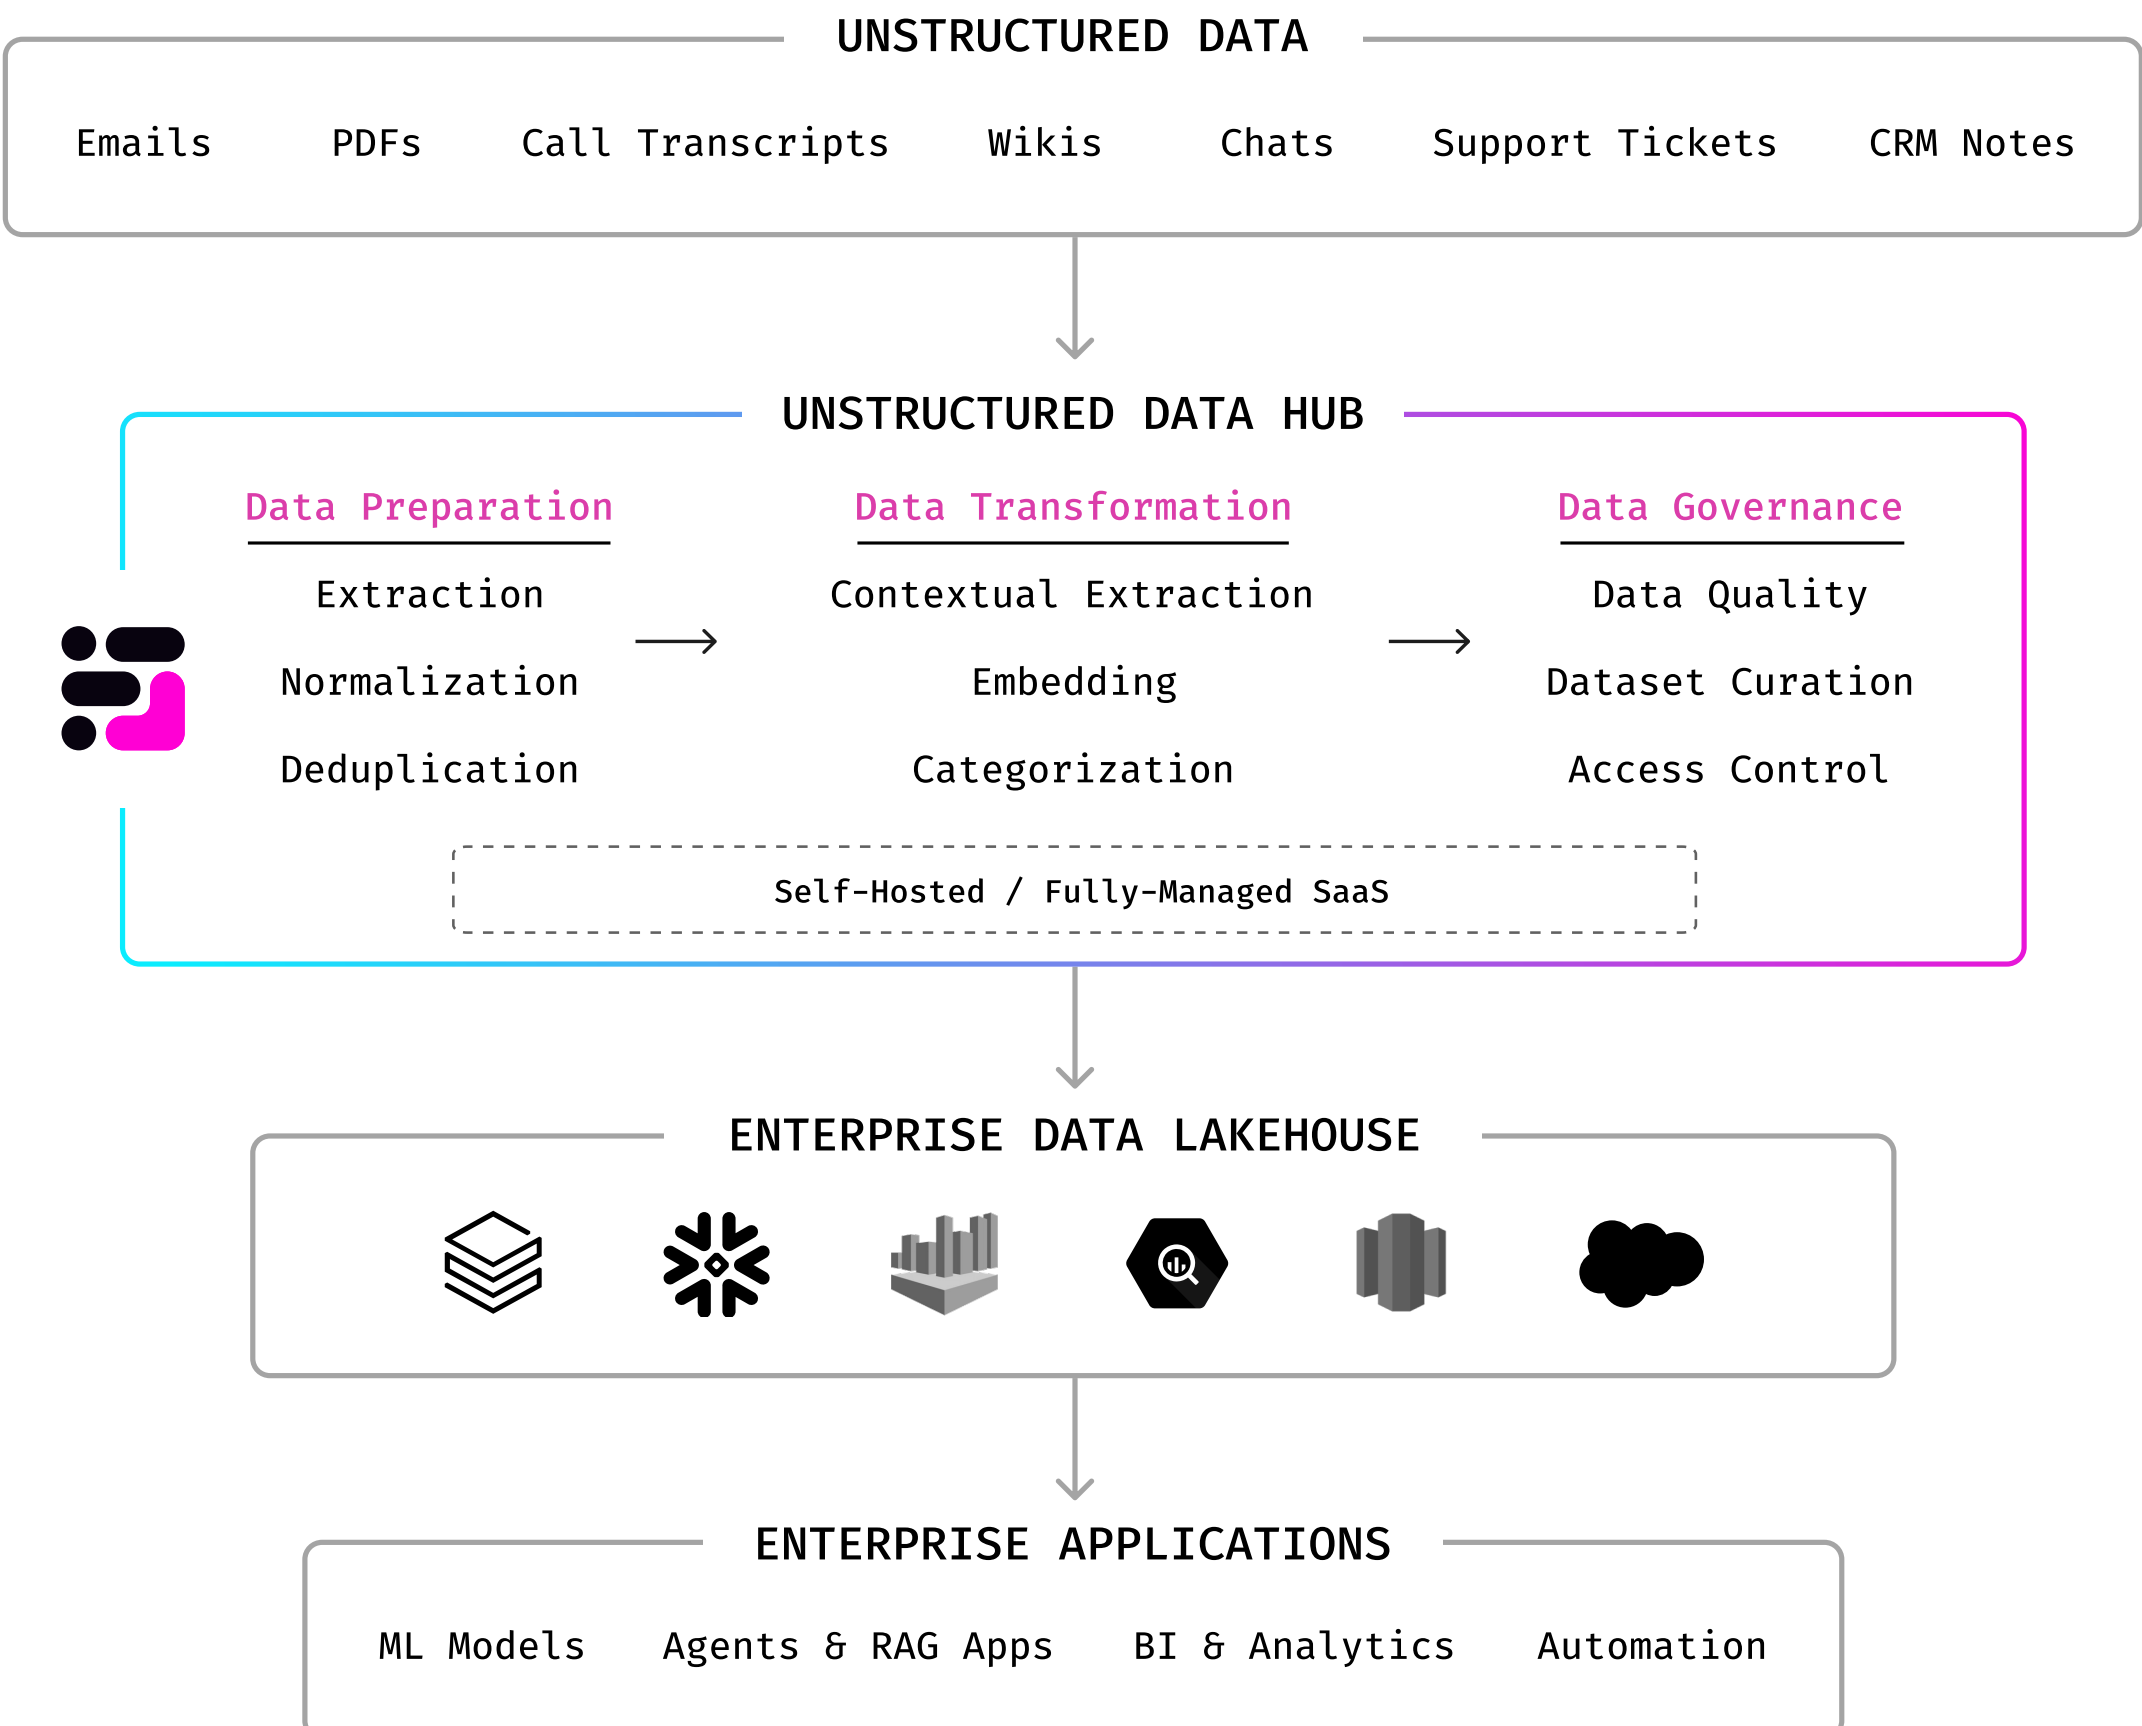 UNSTRUCTURED DATA
Emails PDFs Call Transcripts Wikis Chats Support Tickets CRM Notes
UNSTRUCTURED DATA HUB
Data Preparation
Extraction
Normalization
Deduplication
Data Transformation
Contextual Extraction
Embedding
Categorization
Data Governance
Data Quality
Dataset Curation
Access Control
Self-Hosted / Fully-Managed SaaS
ENTERPRISE DATA LAKEHOUSE
ENTERPRISE APPLICATIONS
ML Models Agents & RAG Apps BI & Analytics Automation